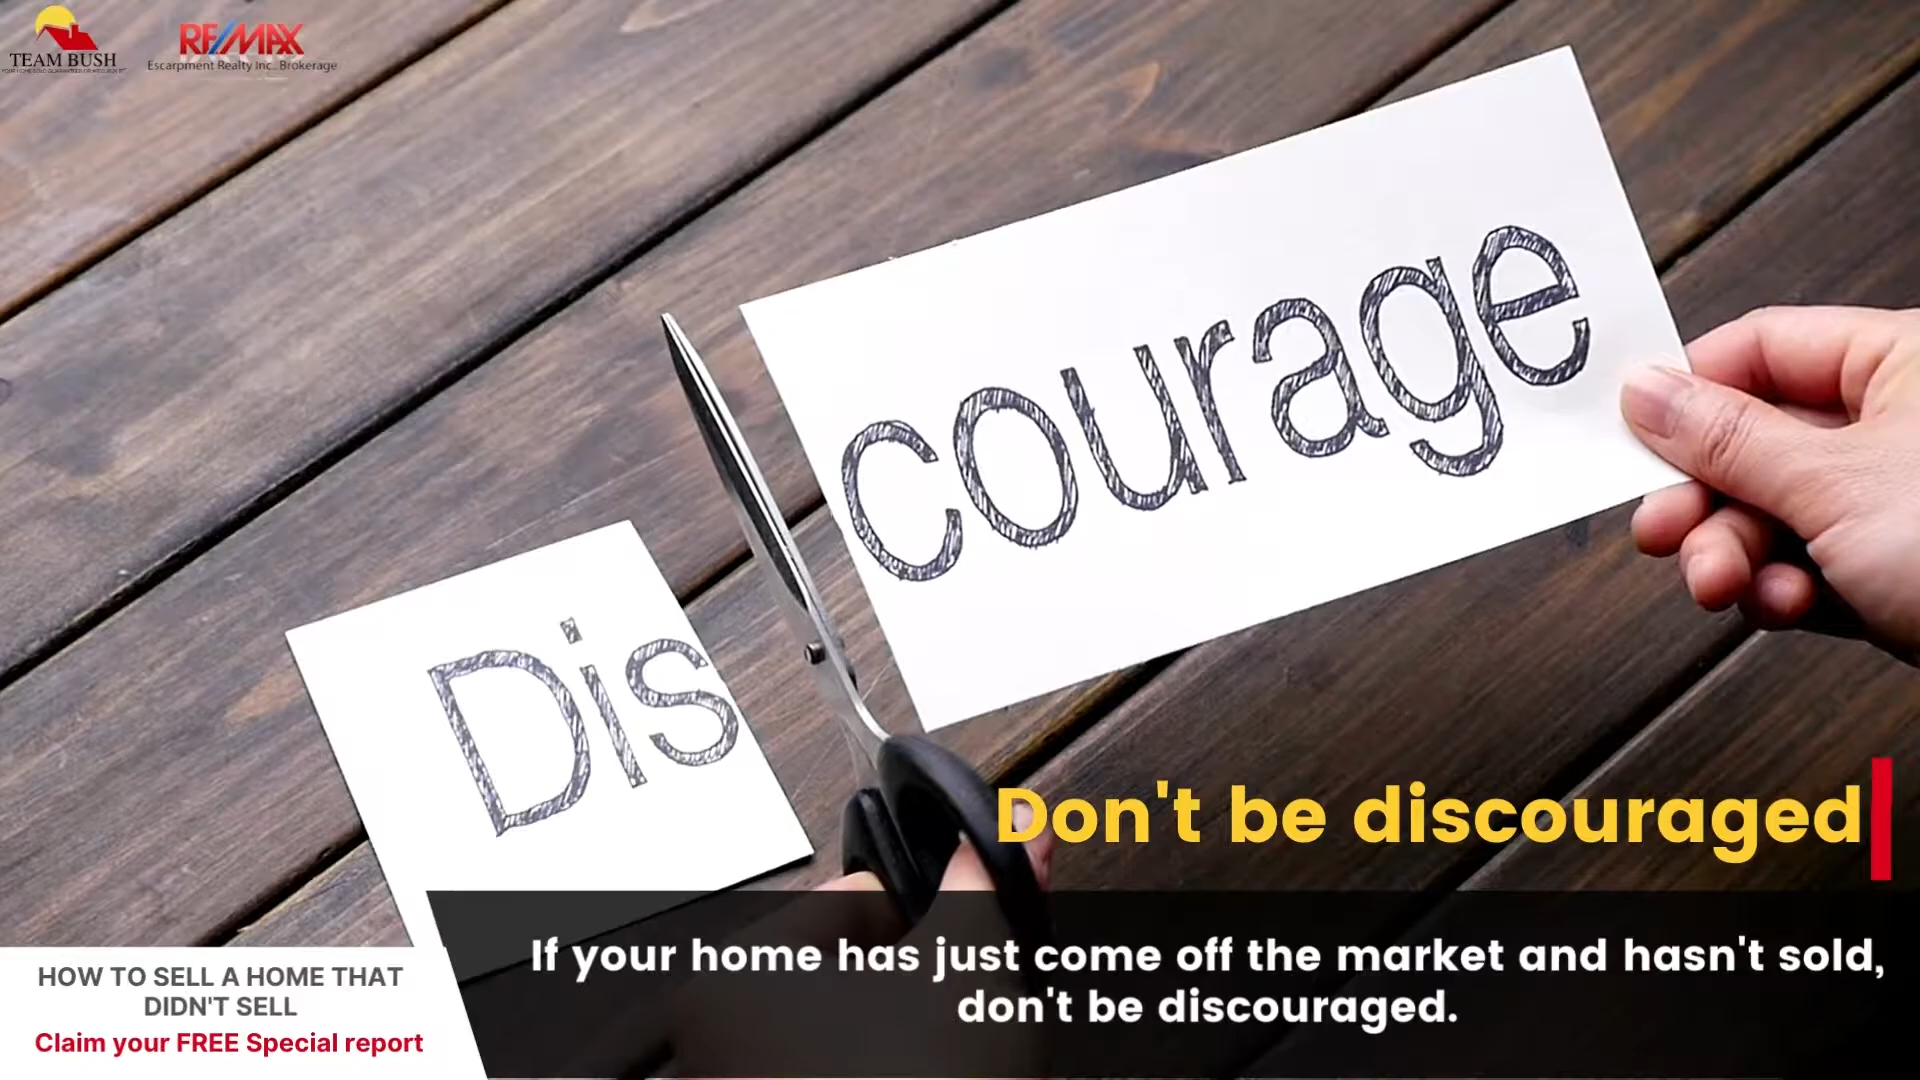 TEAM BUSH
RE/MAX
Escarpment Realty Inc., Brokerage
courage
Dis
Don't be discouraged
If your home has just come off the market and hasn't sold,
don't be discouraged.
HOW TO SELL A HOME THAT
DIDN'T SELL
Claim your FREE Special report